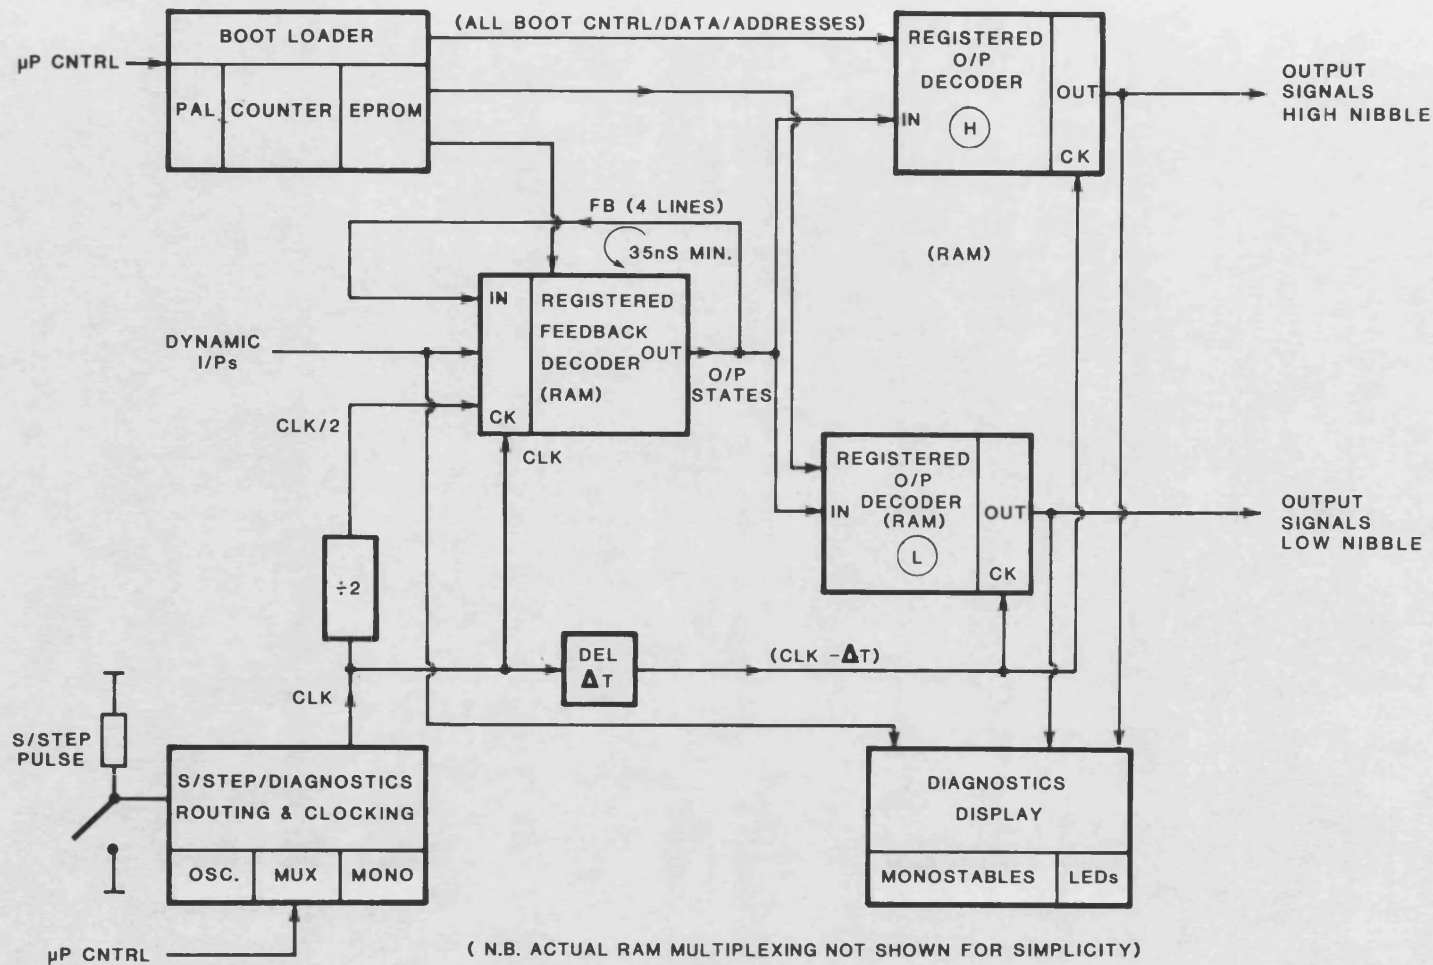 BOOT LOADER
PAL
COUNTER
EPROM
µP CNTRL
(ALL BOOT CNTRL/DATA/ADDRESSES)
REGISTERED
O/P
DECODER
H
IN
OUT
CK
OUTPUT
SIGNALS
HIGH NIBBLE
(RAM)
FB (4 LINES)
35nS MIN.
IN
REGISTERED
FEEDBACK
DECODER
(RAM)
OUT
CK
DYNAMIC
I/Ps
O/P
STATES
CLK/2
CLK
REGISTERED
O/P
DECODER
(RAM)
L
IN
OUT
CK
OUTPUT
SIGNALS
LOW NIBBLE
÷2
DEL
ΔT
(CLK -ΔT)
CLK
S/STEP
PULSE
S/STEP/DIAGNOSTICS
ROUTING & CLOCKING
OSC.
MUX
MONO
DIAGNOSTICS
DISPLAY
MONOSTABLES
LEDs
µP CNTRL
( N.B. ACTUAL RAM MULTIPLEXING NOT SHOWN FOR SIMPLICITY)